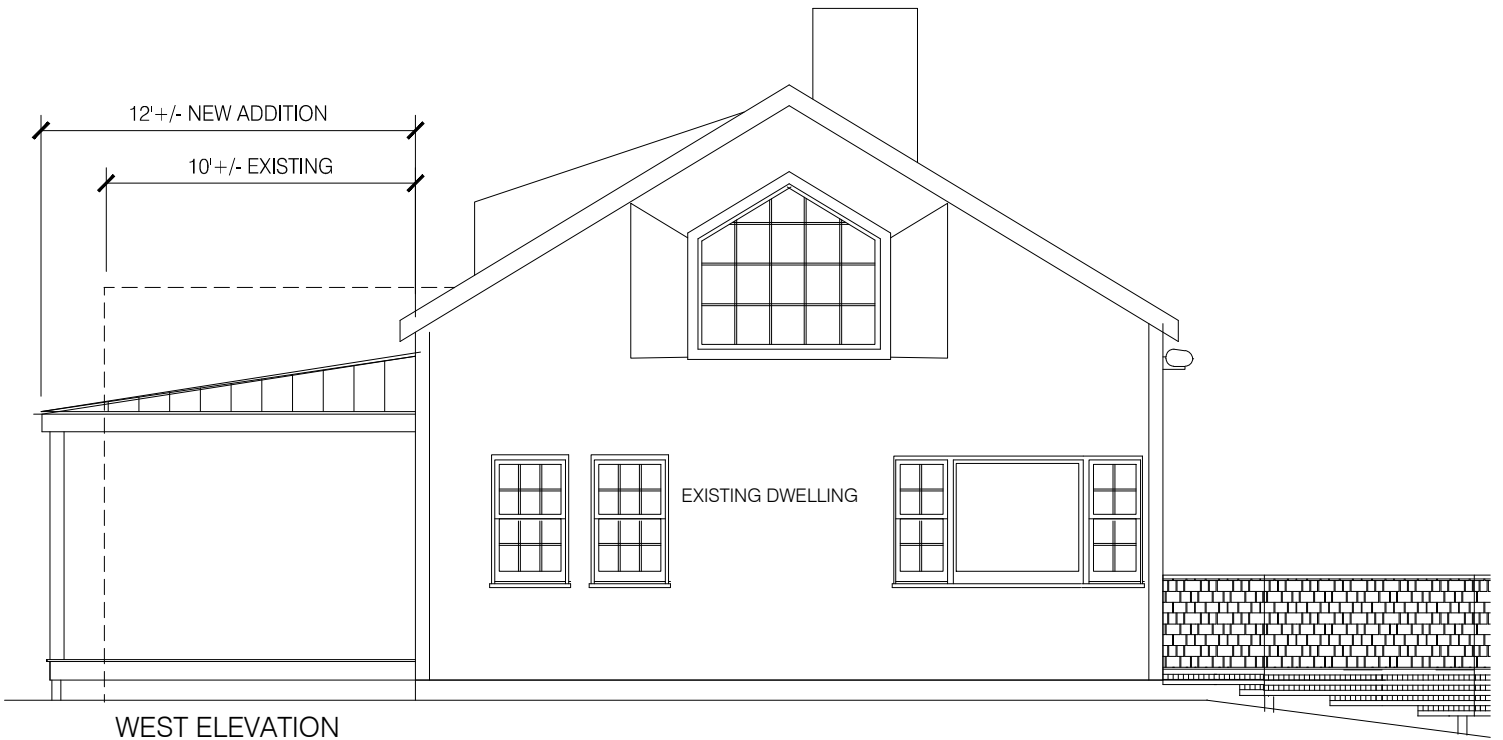 12'+/- NEW ADDITION
10'+/- EXISTING
EXISTING DWELLING
WEST ELEVATION